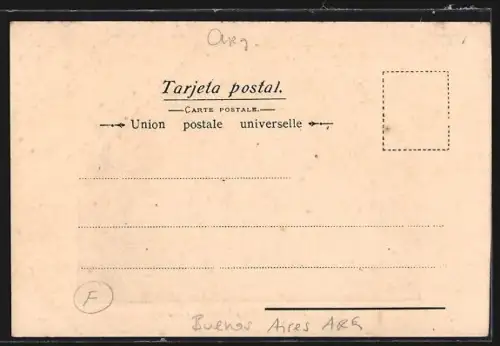 Arg.
Tarjeta postal.
CARTE POSTALE.
Union postale universelle
F
Buenos Aires ARG